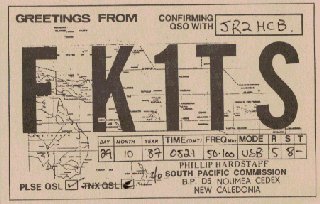 GREETINGS FROM CONFIRMING QSO WITH JR2HCB.
FK1TS
DAY MONTH YEAR TIME(GMT) FREQ MHz MODE R S T
29 10 87 0521 50.100 USB 5 8 -
PHILLIP HARDSTAFF
c/o SOUTH PACIFIC COMMISSION
PLSE QSL TNX QSL B.P. D5 NOUMEA CEDEX
NEW CALEDONIA